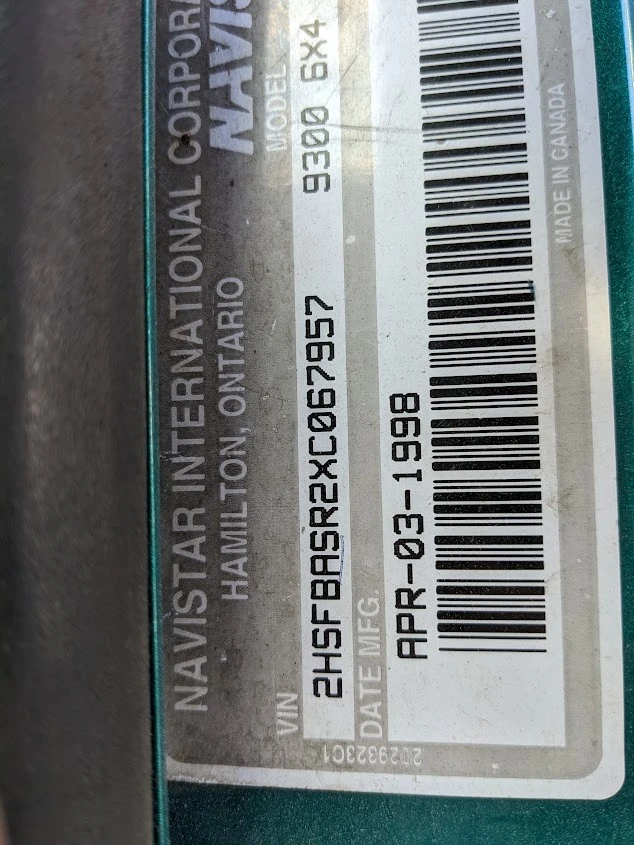 NAVISTAR INTERNATIONAL CORPORA
NAVIS
HAMILTON, ONTARIO
VIN
MODEL
2HSFBASR2XC067957
9300 6X4
DATE MFG.
APR-03-1998
MADE IN CANADA
2029323C1